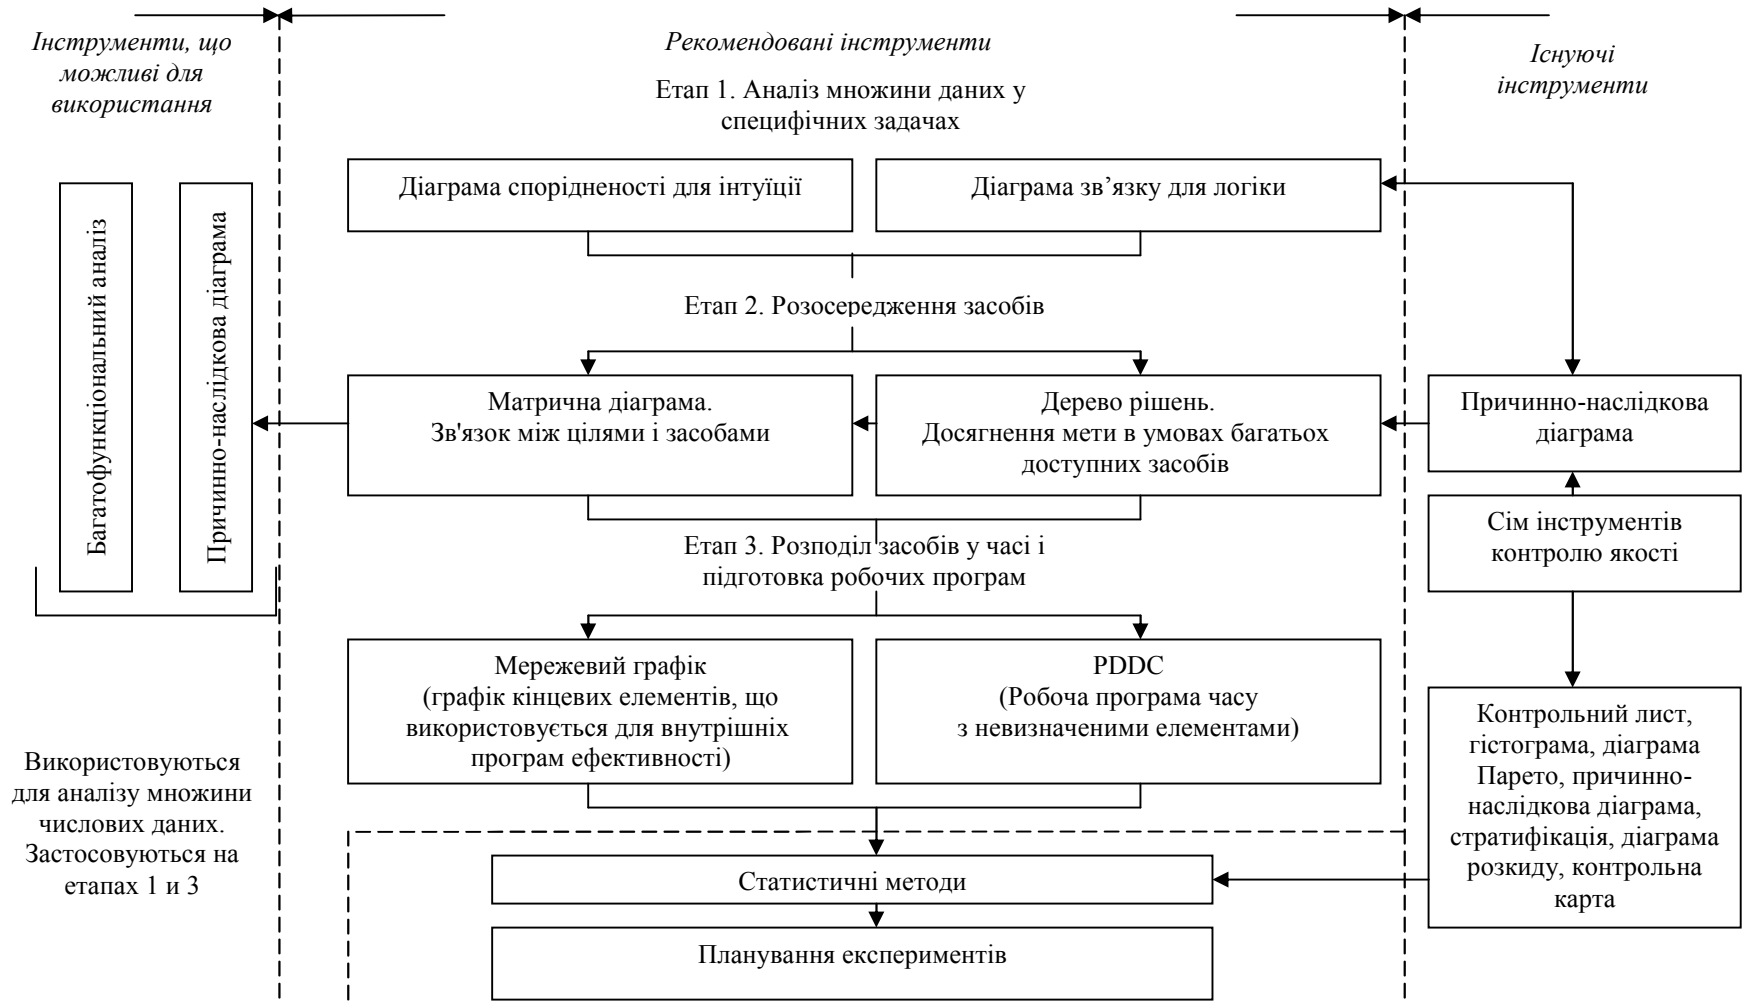 Інструменти, що
можливі для
використання
Рекомендовані інструменти
Існуючі
інструменти
Етап 1. Аналіз множини даних у
специфічних задачах
Діаграма спорідненості для інтуїції
Діаграма зв’язку для логіки
Багатофункціональний аналіз
Причинно-наслідкова діаграма
Етап 2. Розосередження засобів
Матрична діаграма.
Зв'язок між цілями і засобами
Дерево рішень.
Досягнення мети в умовах багатьох
доступних засобів
Причинно-наслідкова
діаграма
Сім інструментів
контролю якості
Етап 3. Розподіл засобів у часі і
підготовка робочих програм
Мережевий графік
(графік кінцевих елементів, що
використовується для внутрішніх
програм ефективності)
PDDC
(Робоча програма часу
з невизначеними елементами)
Контрольний лист,
гістограма, діаграма
Парето, причинно-
наслідкова діаграма,
стратифікація, діаграма
розкиду, контрольна
карта
Використовуються
для аналізу множини
числових даних.
Застосовуються на
етапах 1 и 3
Статистичні методи
Планування експериментів